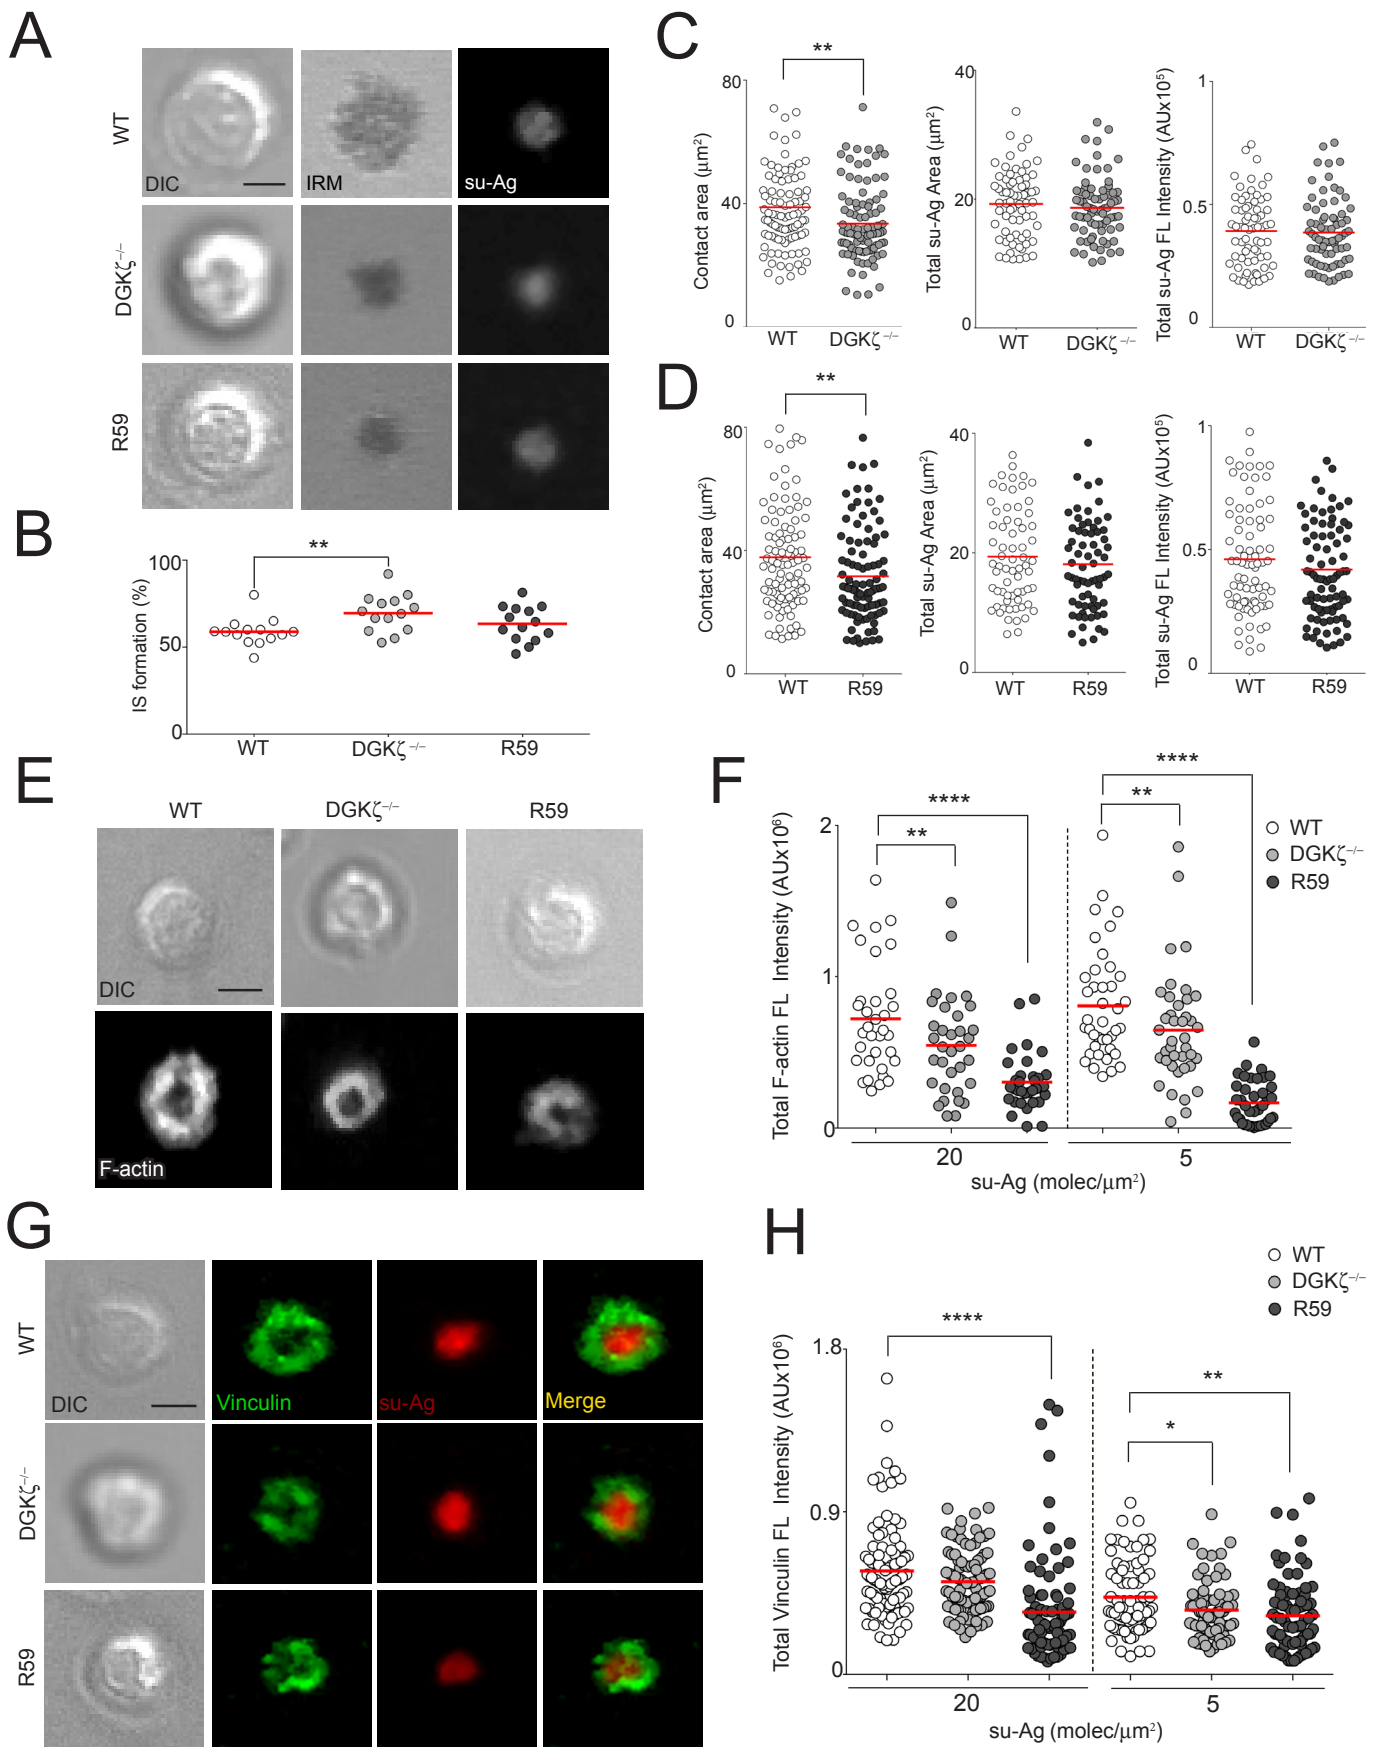 A
WT
DIC
IRM
su-Ag
DGKζ−/−
R59
B
IS formation (%)
100
50
0
**
WT
DGKζ −/−
R59
C
**
Contact area (μm²)
80
40
0
WT
DGKζ −/−
Total su-Ag Area (μm²)
40
20
0
WT
DGKζ −/−
Total su-Ag FL Intensity (AUx10⁵)
1
0.5
0
WT
DGKζ −/−
D
**
Contact area (μm²)
80
40
0
WT
R59
Total su-Ag Area (μm²)
40
20
0
WT
R59
Total su-Ag FL Intensity (AUx10⁵)
1
0.5
0
WT
R59
E
WT
DGKζ−/−
R59
DIC
F-actin
F
Total F-actin FL Intensity (AUx10⁶)
2
1
0
****
**
****
**
WT
DGKζ−/−
R59
20
5
su-Ag (molec/μm²)
G
WT
DIC
Vinculin
su-Ag
Merge
DGKζ−/−
R59
H
WT
DGKζ−/−
R59
Total Vinculin FL Intensity (AUx10⁶)
1.8
0.9
0
****
**
*
20
5
su-Ag (molec/μm²)